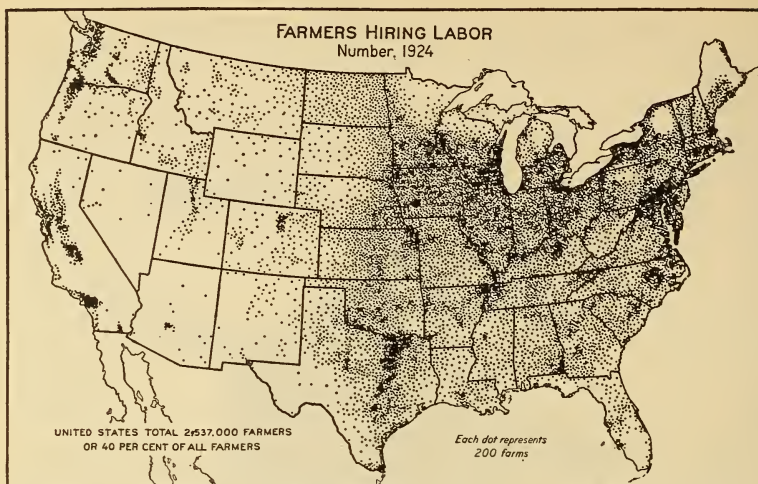 FARMERS HIRING LABOR
Number, 1924
UNITED STATES TOTAL 2,537,000 FARMERS
OR 40 PER CENT OF ALL FARMERS
Each dot represents
200 farms